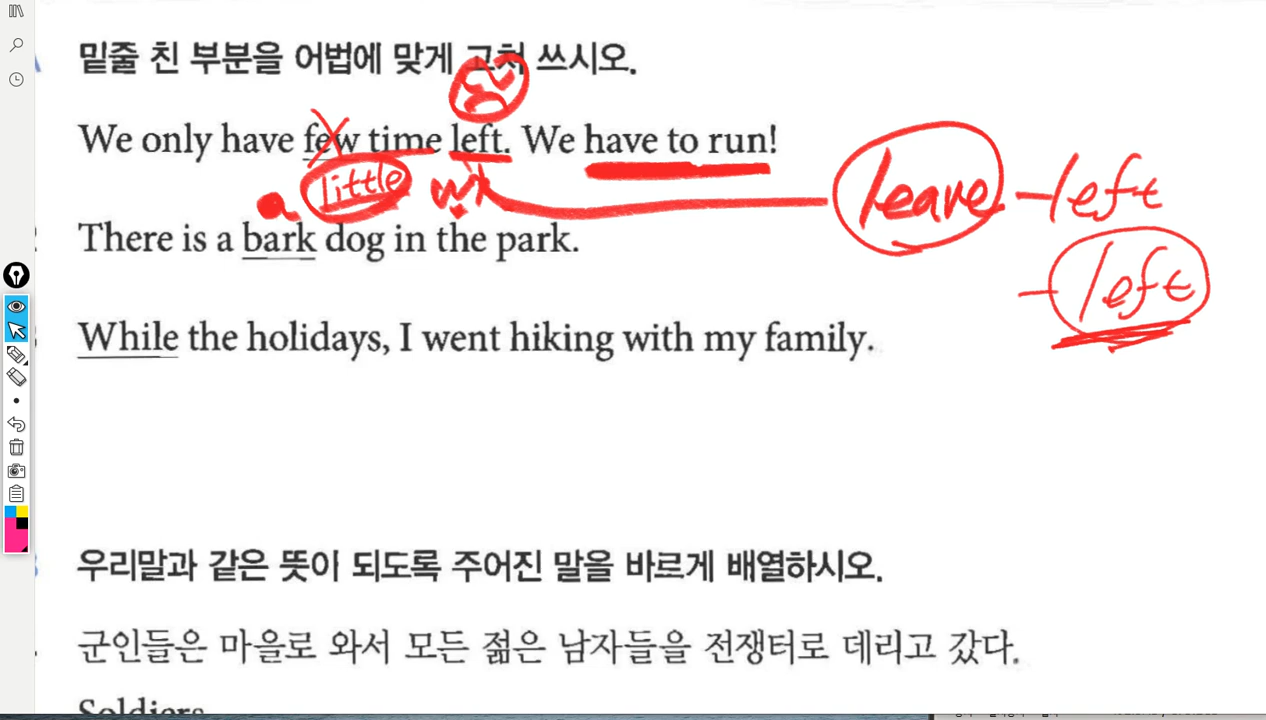 밑줄 친 부분을 어법에 맞게 고쳐 쓰시오.
We only have few time left. We have to run!
a little
leave - left
- left
There is a bark dog in the park.
While the holidays, I went hiking with my family.
우리말과 같은 뜻이 되도록 주어진 말을 바르게 배열하시오.
군인들은 마을로 와서 모든 젊은 남자들을 전쟁터로 데리고 갔다.
Soldiers